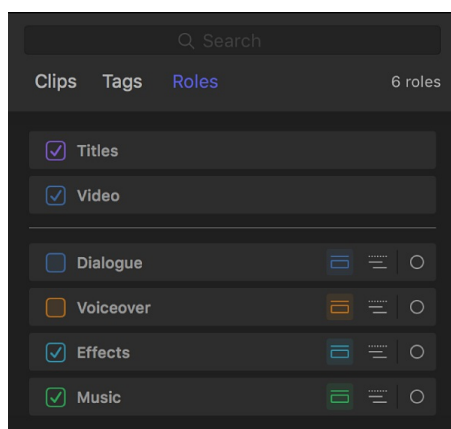 Search
Clips Tags Roles 6 roles
Titles
Video
Dialogue
Voiceover
Effects
Music